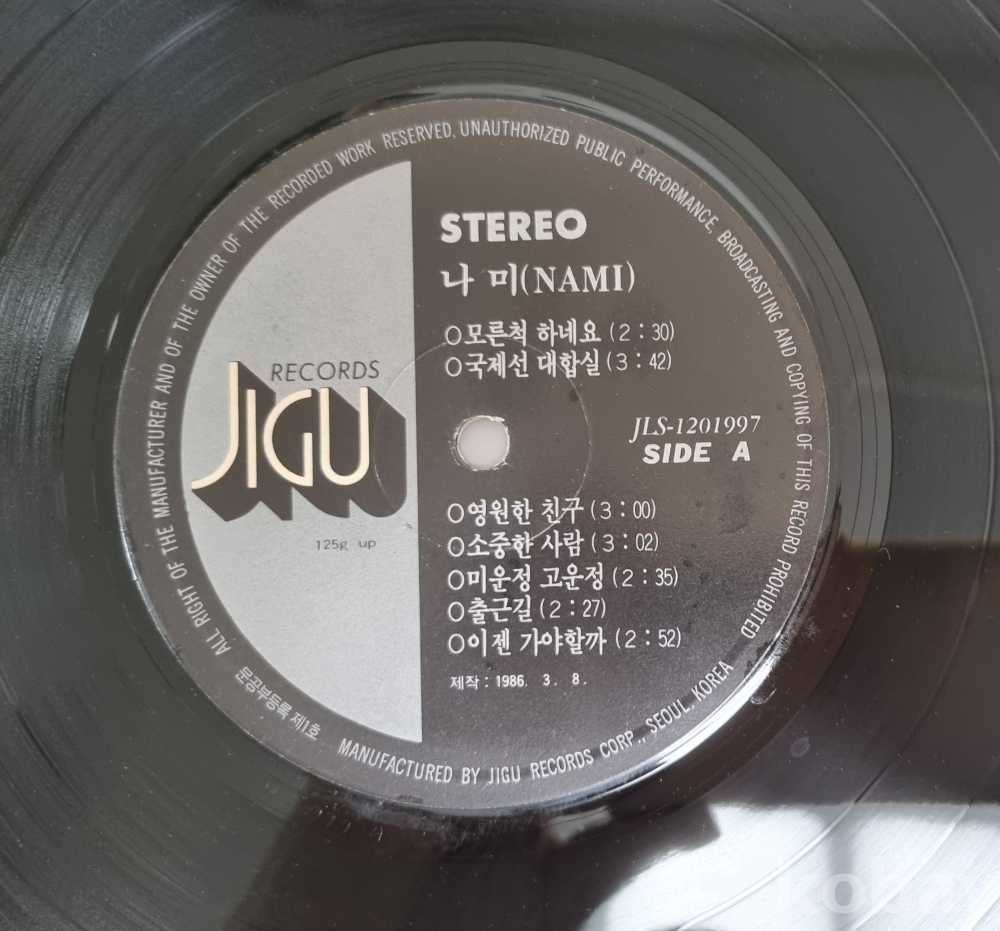 ALL RIGHT OF THE MANUFACTURER AND OF THE OWNER OF THE RECORDED WORK RESERVED, UNAUTHORIZED PUBLIC PERFORMANCE, BROADCASTING AND COPYING OF THIS RECORD PROHIBITED
STEREO
나 미(NAMI)
○모른척 하네요 (2 : 30)
○국제선 대합실 (3 : 42)
RECORDS
JIGU
125g up
JLS-1201997
SIDE A
○영원한 친구 (3 : 00)
○소중한 사람 (3 : 02)
○미운정 고운정 (2 : 35)
○출근길 (2 : 27)
○이젠 가야할까 (2 : 52)
제작 : 1986. 3. 8.
문공부등록 제1호
MANUFACTURED BY JIGU RECORDS CORP., SEOUL, KOREA